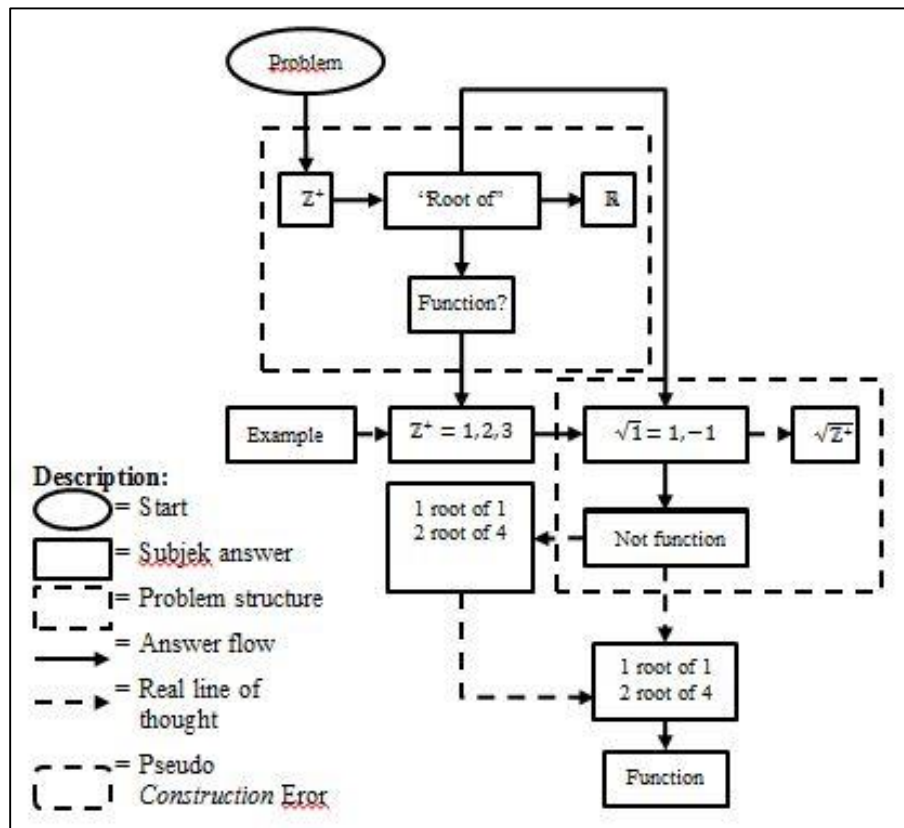 Problem
ℤ⁺
“Root of”
ℝ
Function?
Example
ℤ⁺ = 1, 2, 3
√1 = 1, −1
√ℤ⁺
1 root of 1
2 root of 4
Not function
1 root of 1
2 root of 4
Function
Description:
= Start
= Subjek answer
= Problem structure
= Answer flow
= Real line of
thought
= Pseudo
Construction Eror